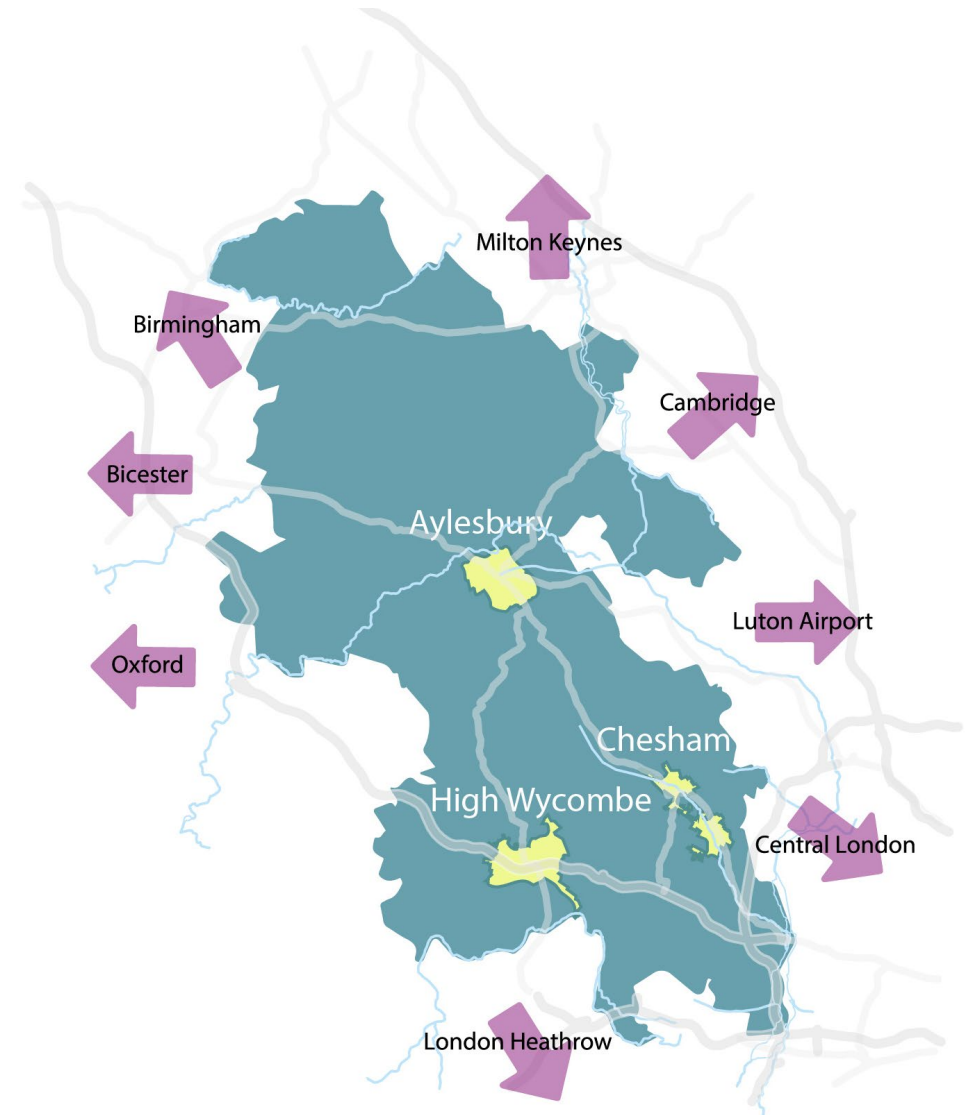 Milton Keynes
Birmingham
Cambridge
Bicester
Aylesbury
Luton Airport
Oxford
Chesham
High Wycombe
Central London
London Heathrow